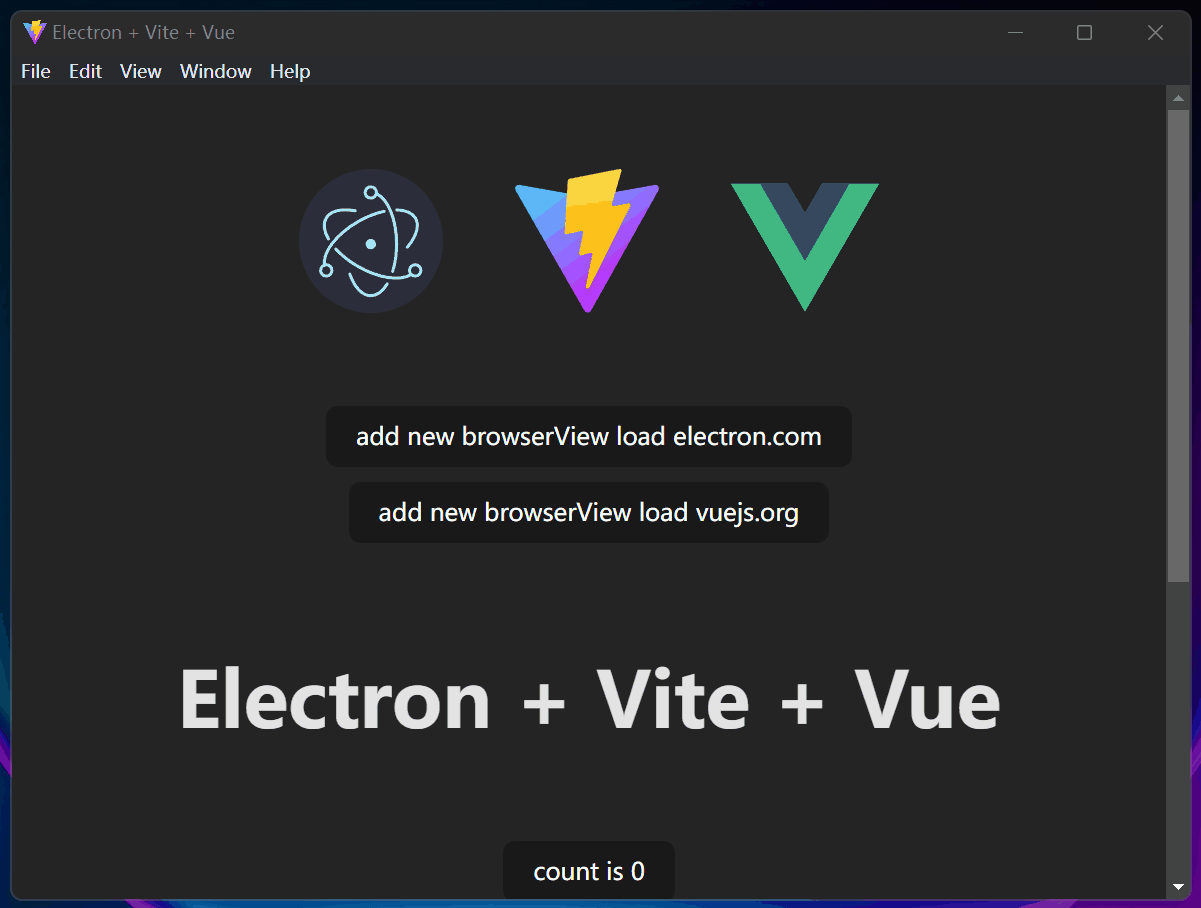 Electron + Vite + Vue
File Edit View Window Help
add new browserView load electron.com
add new browserView load vuejs.org
Electron + Vite + Vue
count is 0